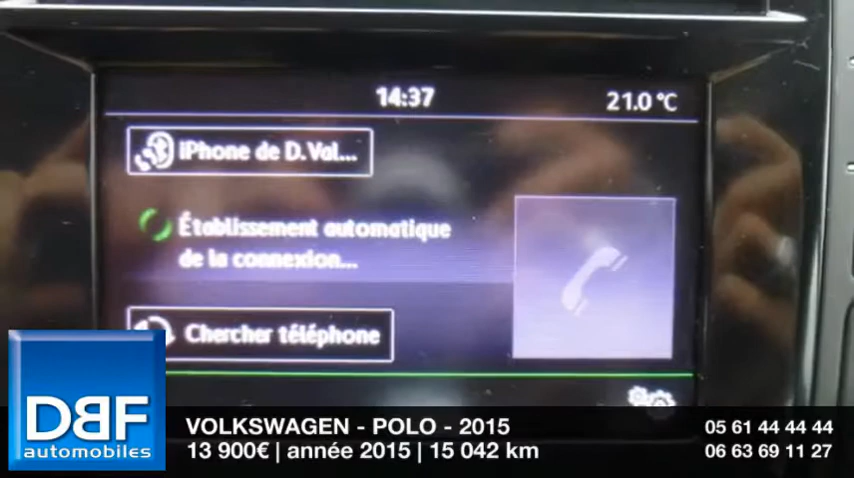 14:37
21.0 °C
iPhone de D.Val...
Établissement automatique
de la connexion...
Chercher téléphone
DBF
automobiles
VOLKSWAGEN - POLO - 2015
05 61 44 44 44
13 900€ | année 2015 | 15 042 km
06 63 69 11 27